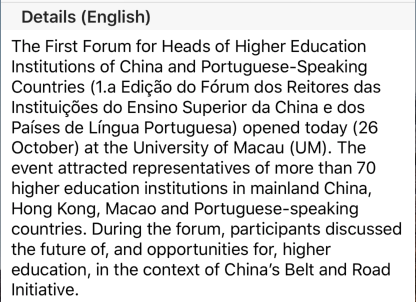 Details (English)
The First Forum for Heads of Higher Education
Institutions of China and Portuguese-Speaking
Countries (1.a Edição do Fórum dos Reitores das
Instituições do Ensino Superior da China e dos
Países de Língua Portuguesa) opened today (26
October) at the University of Macau (UM). The
event attracted representatives of more than 70
higher education institutions in mainland China,
Hong Kong, Macao and Portuguese-speaking
countries. During the forum, participants discussed
the future of, and opportunities for, higher
education, in the context of China’s Belt and Road
Initiative.